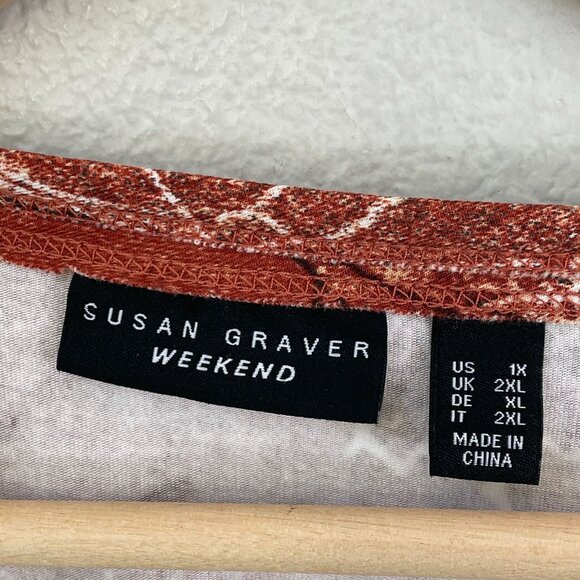 SUSAN GRAVER
WEEKEND
US 1X
UK 2XL
DE XL
IT 2XL
MADE IN
CHINA